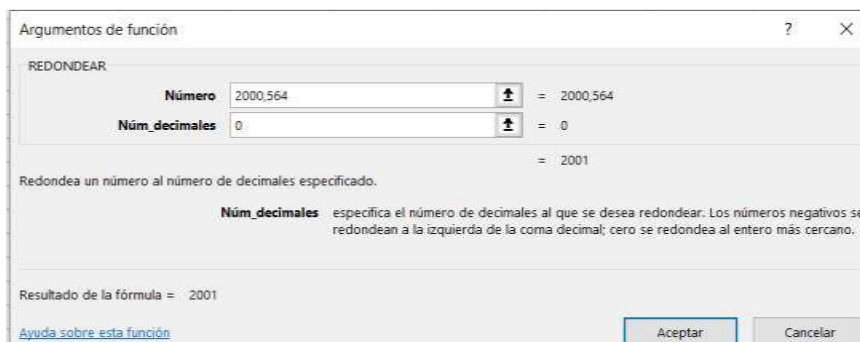 Argumentos de función ? ×
REDONDEAR
Número 2000,564 = 2000,564
Núm_decimales 0 = 0
= 2001
Redondea un número al número de decimales especificado.
Núm_decimales especifica el número de decimales al que se desea redondear. Los números negativos se
redondean a la izquierda de la coma decimal; cero se redondea al entero más cercano.
Resultado de la fórmula = 2001
Ayuda sobre esta función Aceptar Cancelar